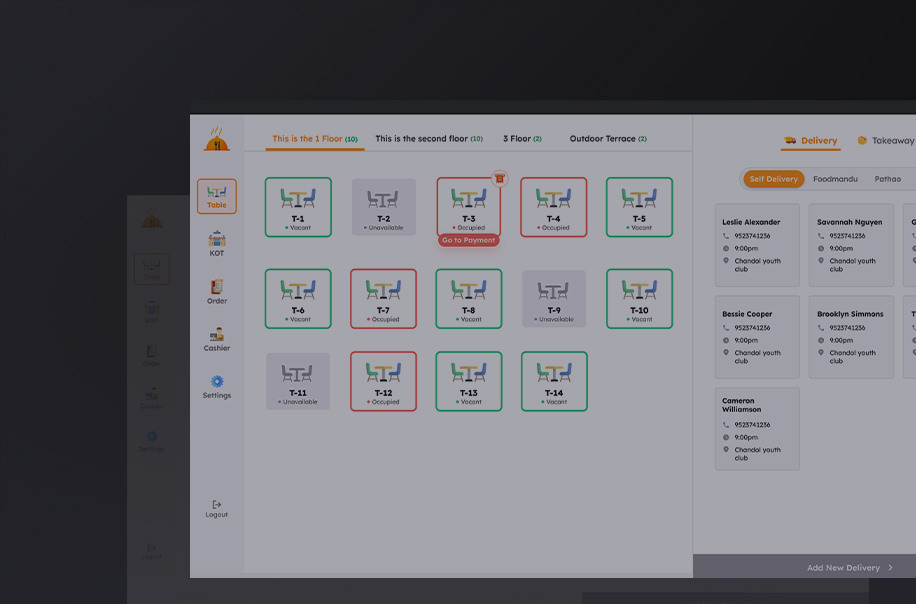 This is the 1 Floor (10)
This is the second floor (10)
3 Floor (2)
Outdoor Terrace (2)
Table
KOT
Order
Cashier
Settings
Logout
T-1
Vacant
T-2
Unavailable
T-3
Occupied
Go to Payment
T-4
Occupied
T-5
Vacant
T-6
Vacant
T-7
Occupied
T-8
Vacant
T-9
Unavailable
T-10
Vacant
T-11
Unavailable
T-12
Occupied
T-13
Vacant
T-14
Vacant
Delivery
Takeaway
Self Delivery
Foodmandu
Pathao
Leslie Alexander
9523741236
9:00pm
Chandol youth
club
Savannah Nguyen
9523741236
9:00pm
Chandol youth
club
Bessie Cooper
9523741236
9:00pm
Chandol youth
club
Brooklyn Simmons
9523741236
9:00pm
Chandol youth
club
Cameron
Williamson
9523741236
9:00pm
Chandol youth
club
Add New Delivery
Settings